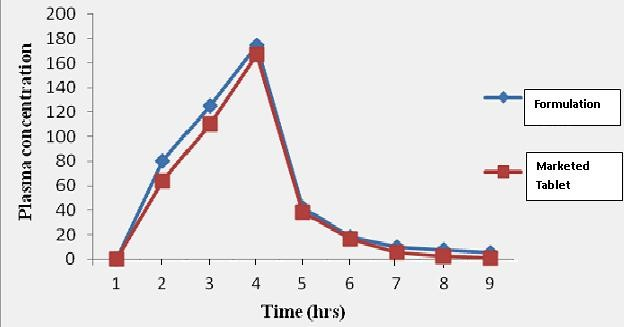 200
180
160
140
120
100
80
60
40
20
0
Plasma concentration
1 2 3 4 5 6 7 8 9
Time (hrs)
Formulation
Marketed
Tablet